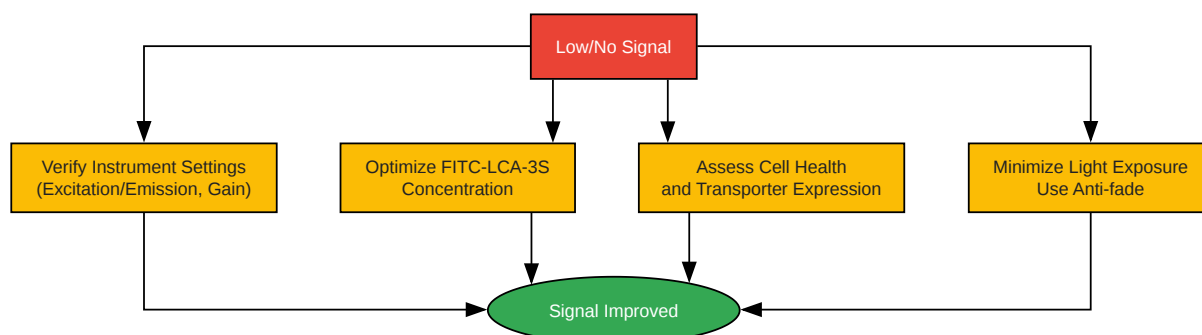 Low/No Signal
Verify Instrument Settings
(Excitation/Emission, Gain)
Optimize FITC-LCA-3S
Concentration
Assess Cell Health
and Transporter Expression
Minimize Light Exposure
Use Anti-fade
Signal Improved